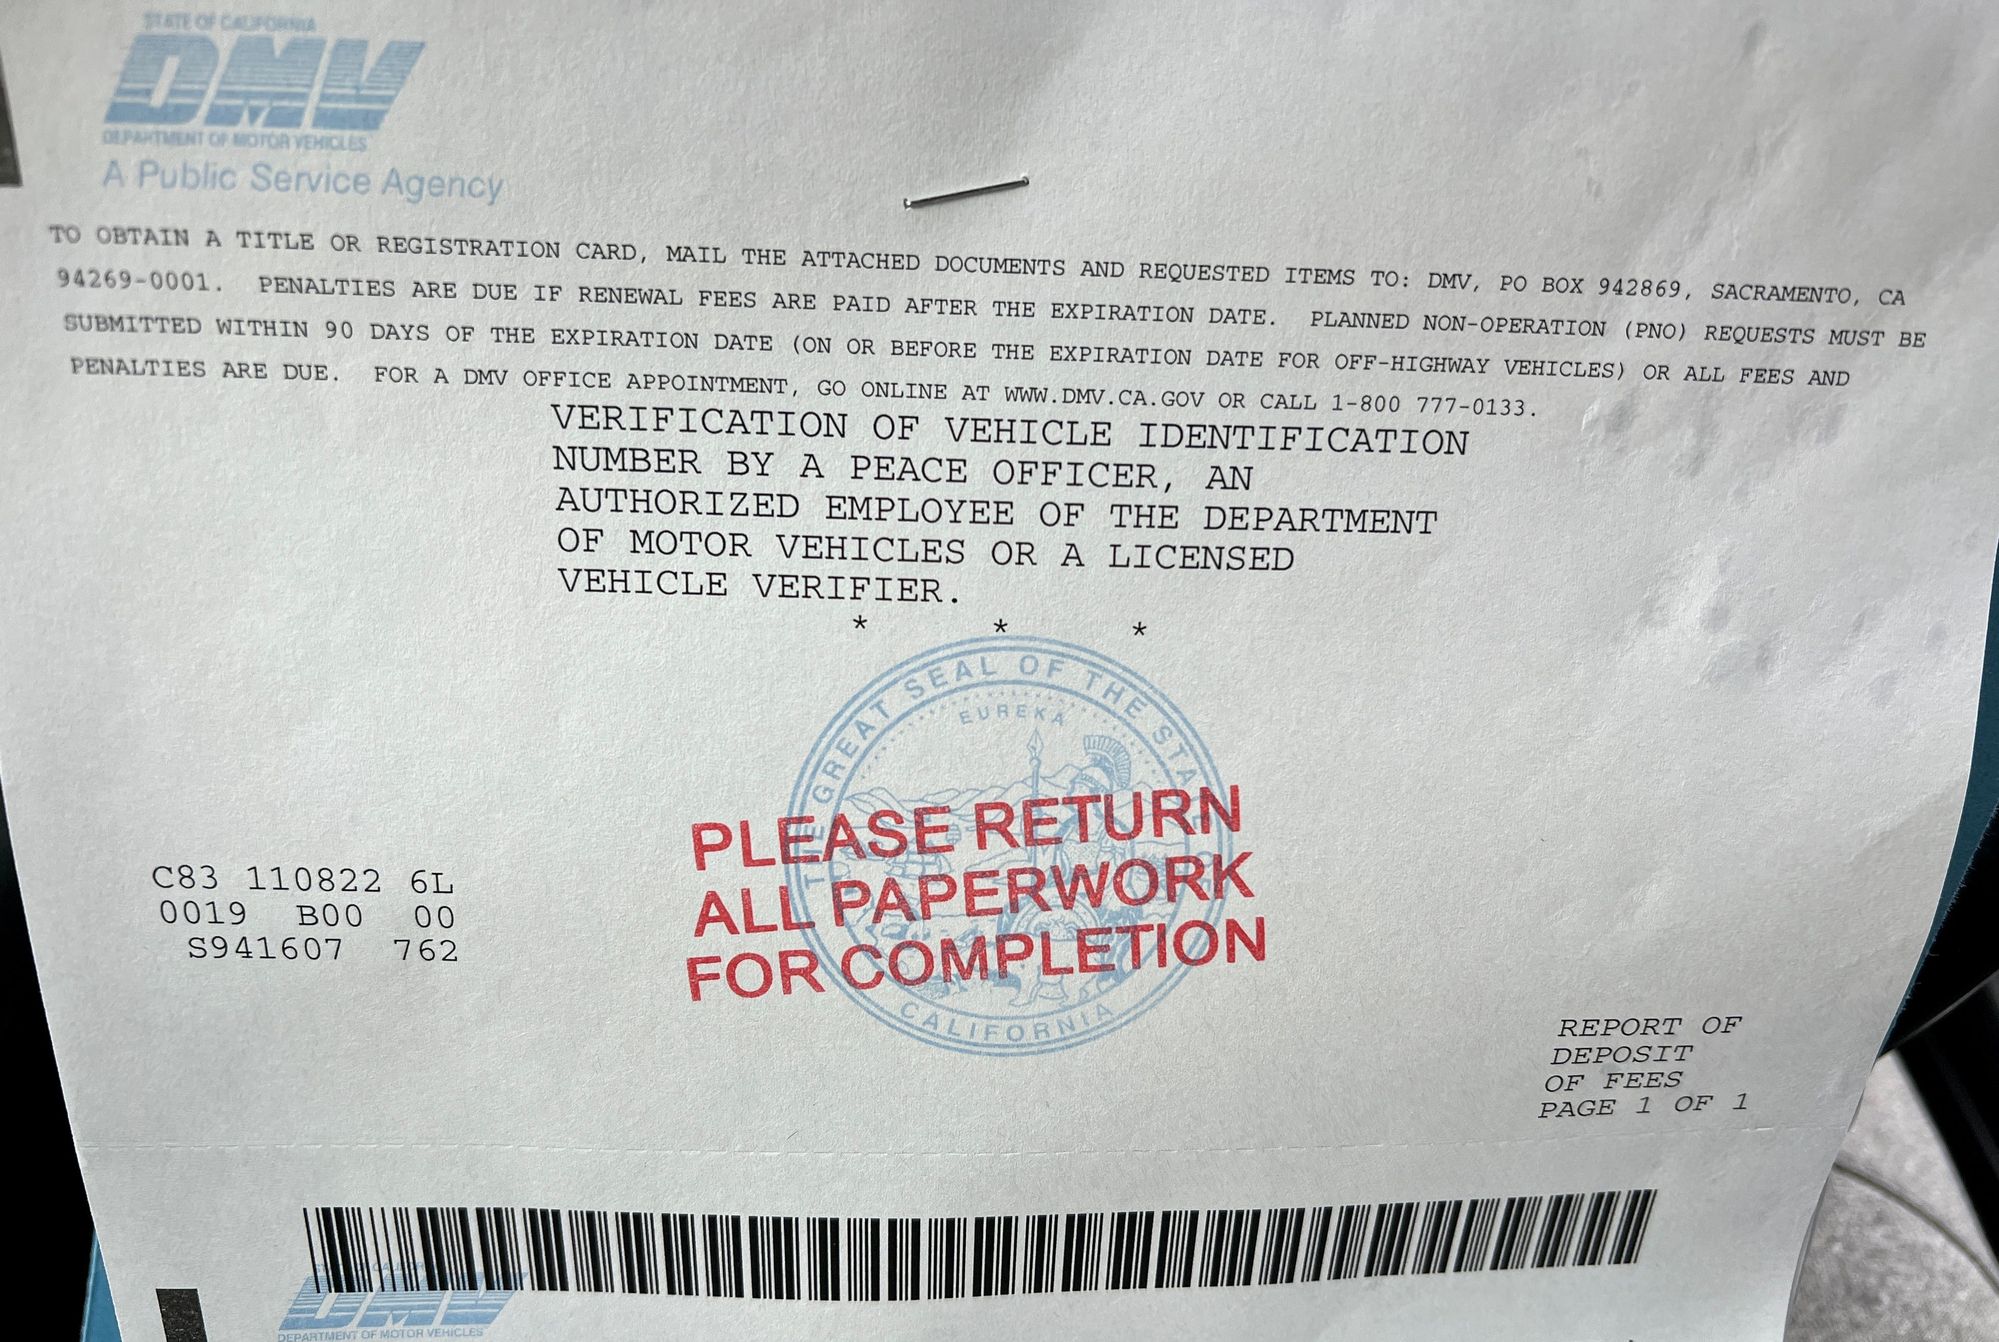 STATE OF CALIFORNIA
DMV
DEPARTMENT OF MOTOR VEHICLES
A Public Service Agency
TO OBTAIN A TITLE OR REGISTRATION CARD, MAIL THE ATTACHED DOCUMENTS AND REQUESTED ITEMS TO: DMV, PO BOX 942869, SACRAMENTO, CA
94269-0001. PENALTIES ARE DUE IF RENEWAL FEES ARE PAID AFTER THE EXPIRATION DATE. PLANNED NON-OPERATION (PNO) REQUESTS MUST BE
SUBMITTED WITHIN 90 DAYS OF THE EXPIRATION DATE (ON OR BEFORE THE EXPIRATION DATE FOR OFF-HIGHWAY VEHICLES) OR ALL FEES AND
PENALTIES ARE DUE. FOR A DMV OFFICE APPOINTMENT, GO ONLINE AT WWW.DMV.CA.GOV OR CALL 1-800 777-0133.
VERIFICATION OF VEHICLE IDENTIFICATION
NUMBER BY A PEACE OFFICER, AN
AUTHORIZED EMPLOYEE OF THE DEPARTMENT
OF MOTOR VEHICLES OR A LICENSED
VEHICLE VERIFIER.
* * *
THE GREAT SEAL OF THE STATE OF
EUREKA
CALIFORNIA
PLEASE RETURN
ALL PAPERWORK
FOR COMPLETION
C83 110822 6L
0019 B00 00
S941607 762
REPORT OF
DEPOSIT
OF FEES
PAGE 1 OF 1
DMV
DEPARTMENT OF MOTOR VEHICLES